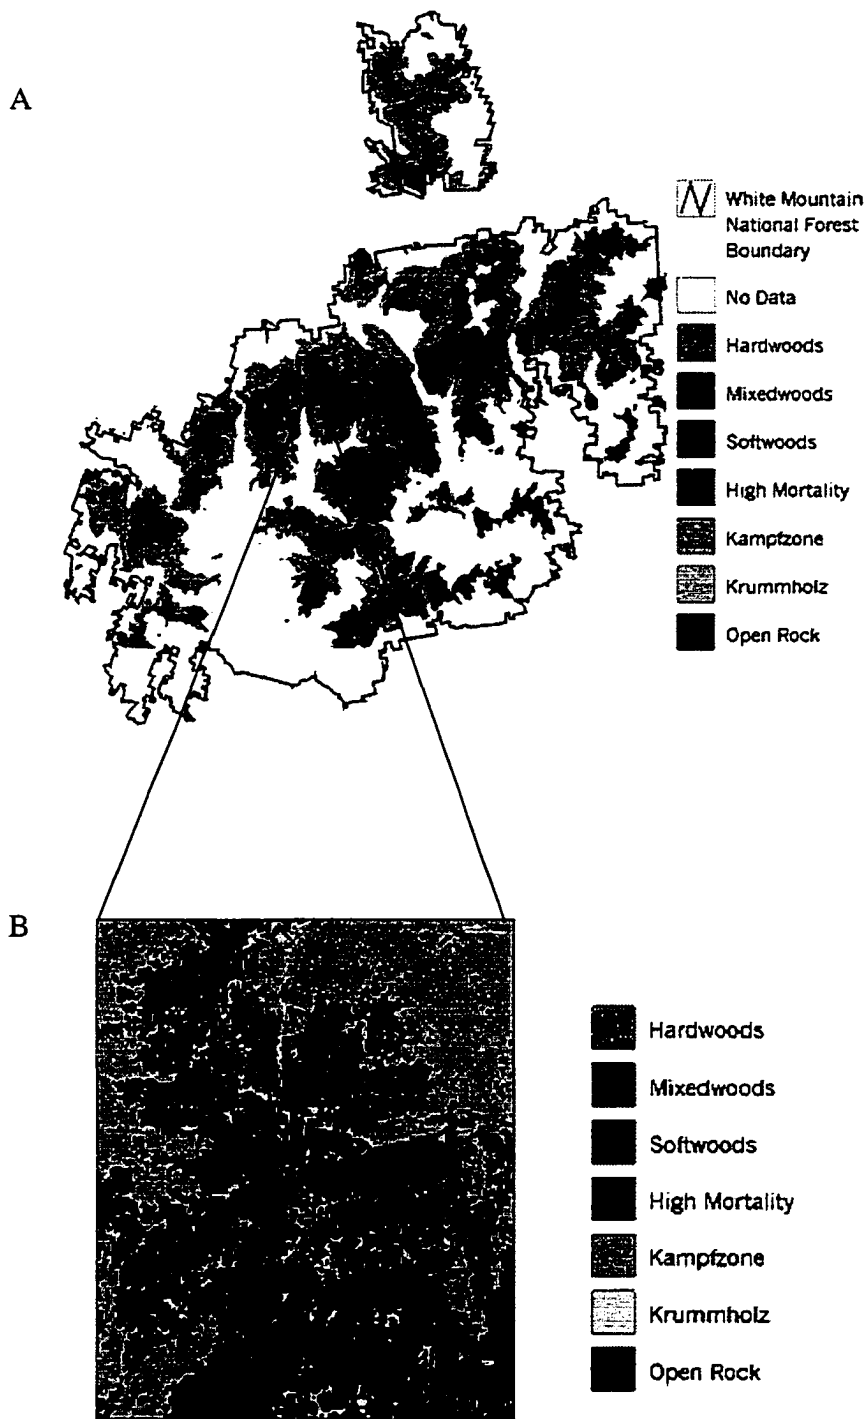 A
White Mountain
National Forest
Boundary
No Data
Hardwoods
Mixedwoods
Softwoods
High Mortality
Kampfzone
Krummholz
Open Rock
B
Hardwoods
Mixedwoods
Softwoods
High Mortality
Kampfzone
Krummholz
Open Rock